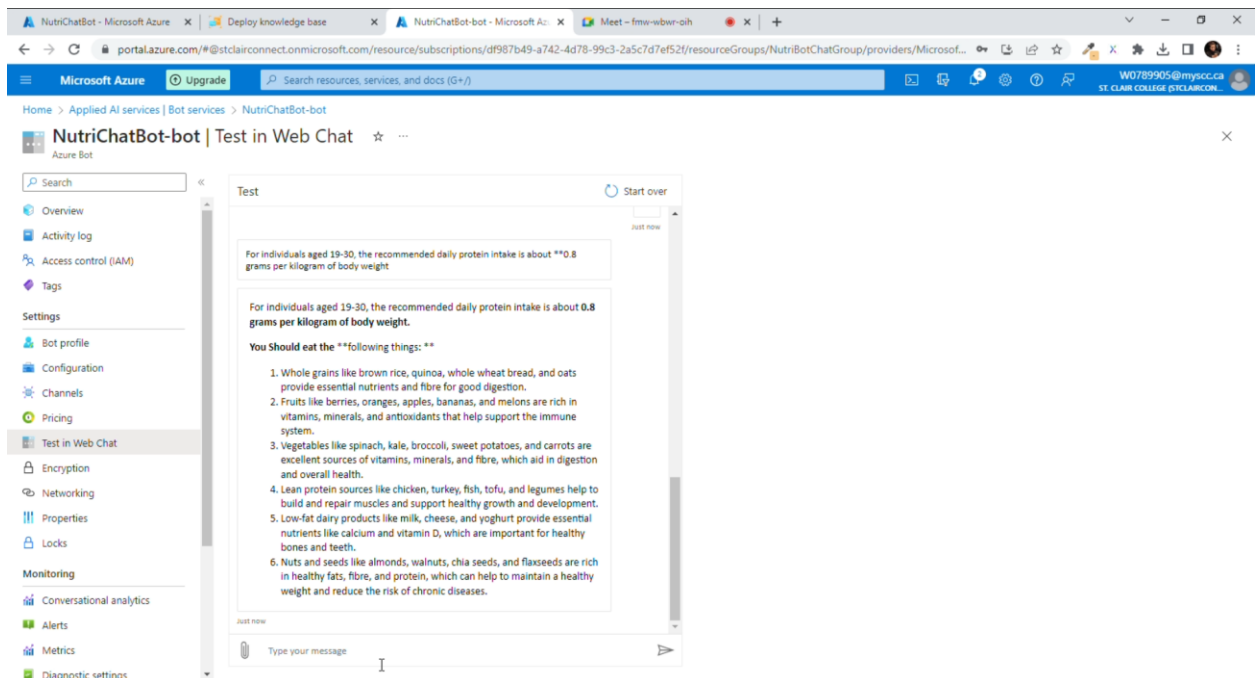 NutriChatBot - Microsoft Azure
Deploy knowledge base
NutriChatBot-bot - Microsoft Az
Meet – fmw-wbwr-oih
portal.azure.com/#@stclairconnect.onmicrosoft.com/resource/subscriptions/df987b49-a742-4d78-99c3-2a5c7d7ef52f/resourceGroups/NutriBotChatGroup/providers/Microsof...
Microsoft Azure
Upgrade
Search resources, services, and docs (G+/)
2
W0789905@myscc.ca
ST. CLAIR COLLEGE (STCLAIRCON...
Home > Applied AI services | Bot services > NutriChatBot-bot
NutriChatBot-bot | Test in Web Chat
Azure Bot
Search
Overview
Activity log
Access control (IAM)
Tags
Settings
Bot profile
Configuration
Channels
Pricing
Test in Web Chat
Encryption
Networking
Properties
Locks
Monitoring
Conversational analytics
Alerts
Metrics
Diagnostic settings
Test
Start over
Just now
For individuals aged 19-30, the recommended daily protein intake is about **0.8
grams per kilogram of body weight
For individuals aged 19-30, the recommended daily protein intake is about 0.8
grams per kilogram of body weight.
You Should eat the **following things: **
1. Whole grains like brown rice, quinoa, whole wheat bread, and oats
provide essential nutrients and fibre for good digestion.
2. Fruits like berries, oranges, apples, bananas, and melons are rich in
vitamins, minerals, and antioxidants that help support the immune
system.
3. Vegetables like spinach, kale, broccoli, sweet potatoes, and carrots are
excellent sources of vitamins, minerals, and fibre, which aid in digestion
and overall health.
4. Lean protein sources like chicken, turkey, fish, tofu, and legumes help to
build and repair muscles and support healthy growth and development.
5. Low-fat dairy products like milk, cheese, and yoghurt provide essential
nutrients like calcium and vitamin D, which are important for healthy
bones and teeth.
6. Nuts and seeds like almonds, walnuts, chia seeds, and flaxseeds are rich
in healthy fats, fibre, and protein, which can help to maintain a healthy
weight and reduce the risk of chronic diseases.
Just now
Type your message